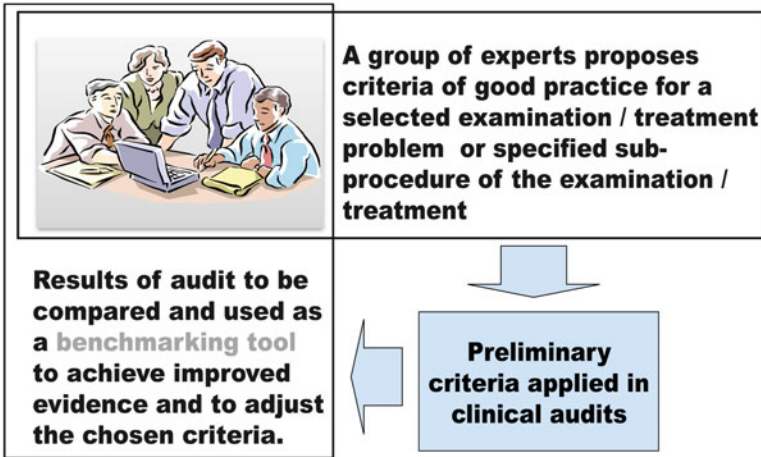 A group of experts proposes
criteria of good practice for a
selected examination / treatment
problem or specified sub-
procedure of the examination /
treatment
Preliminary
criteria applied in
clinical audits
Results of audit to be
compared and used as
a benchmarking tool
to achieve improved
evidence and to adjust
the chosen criteria.